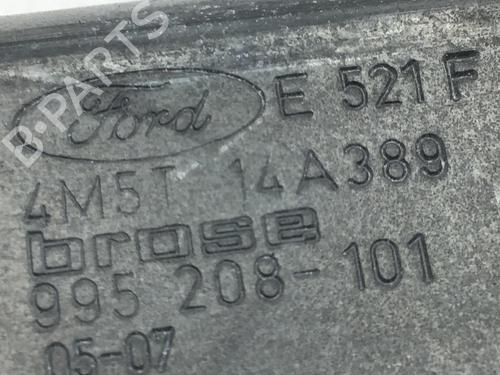 B-PARTS
Ford E 521 F
4M5T 14A389
brose
995 208-101
05-07